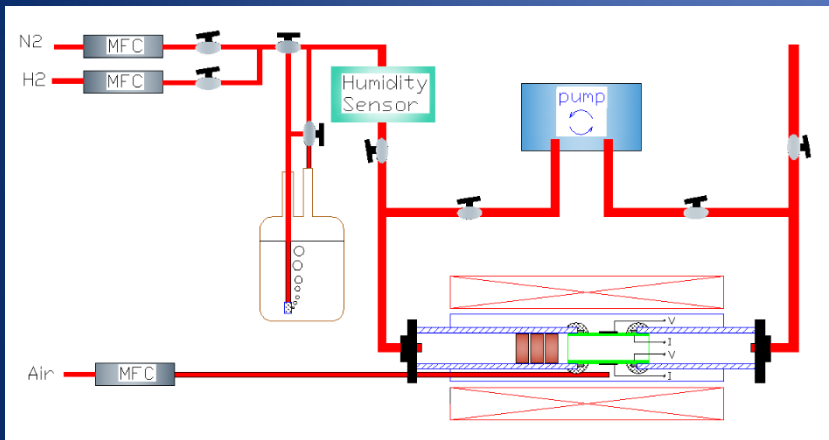 N2
MFC
H2
MFC
Humidity
Sensor
pump
V
I
V
I
Air
MFC